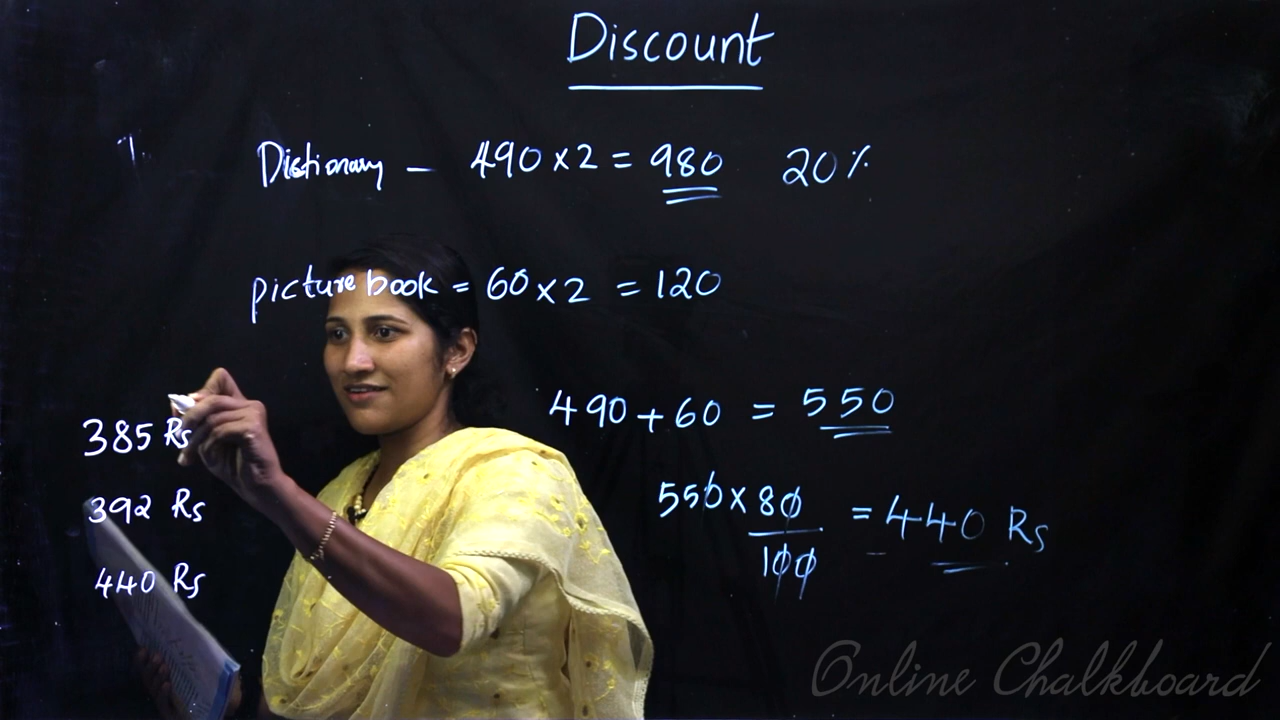 Discount
Dictionary — 490 × 2 = 980 20%
picture book = 60 × 2 = 120
490 + 60 = 550
550 × 80/100 = 440 Rs
385 Rs
392 Rs
440 Rs
Online Chalkboard